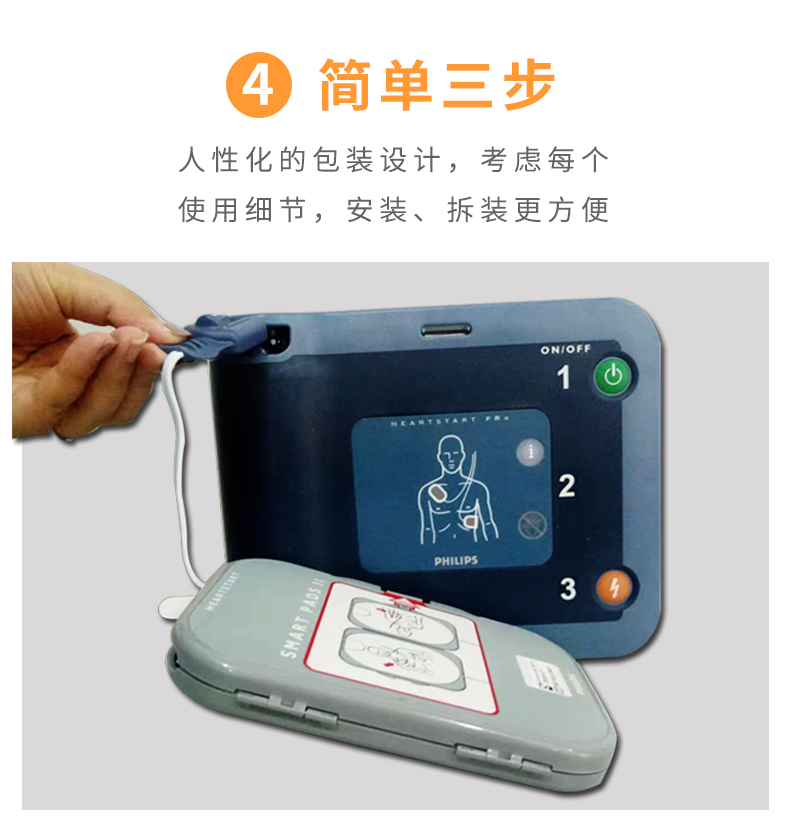 4 简单三步
人性化的包装设计，考虑每个
使用细节，安装、拆装更方便
ON/OFF
1
HEARTSTART FRx
i
2
PHILIPS
3
HEARTSTART
SMART PADS II